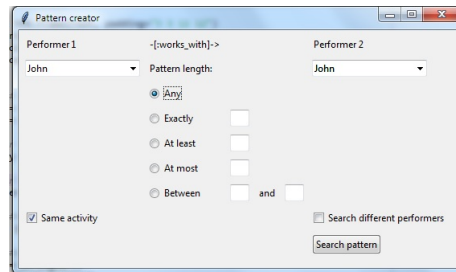 Pattern creator
Performer 1 -[:works_with]-> Performer 2
John Pattern length: John
Any
Exactly
At least
At most
Between and
Same activity Search different performers
Search pattern